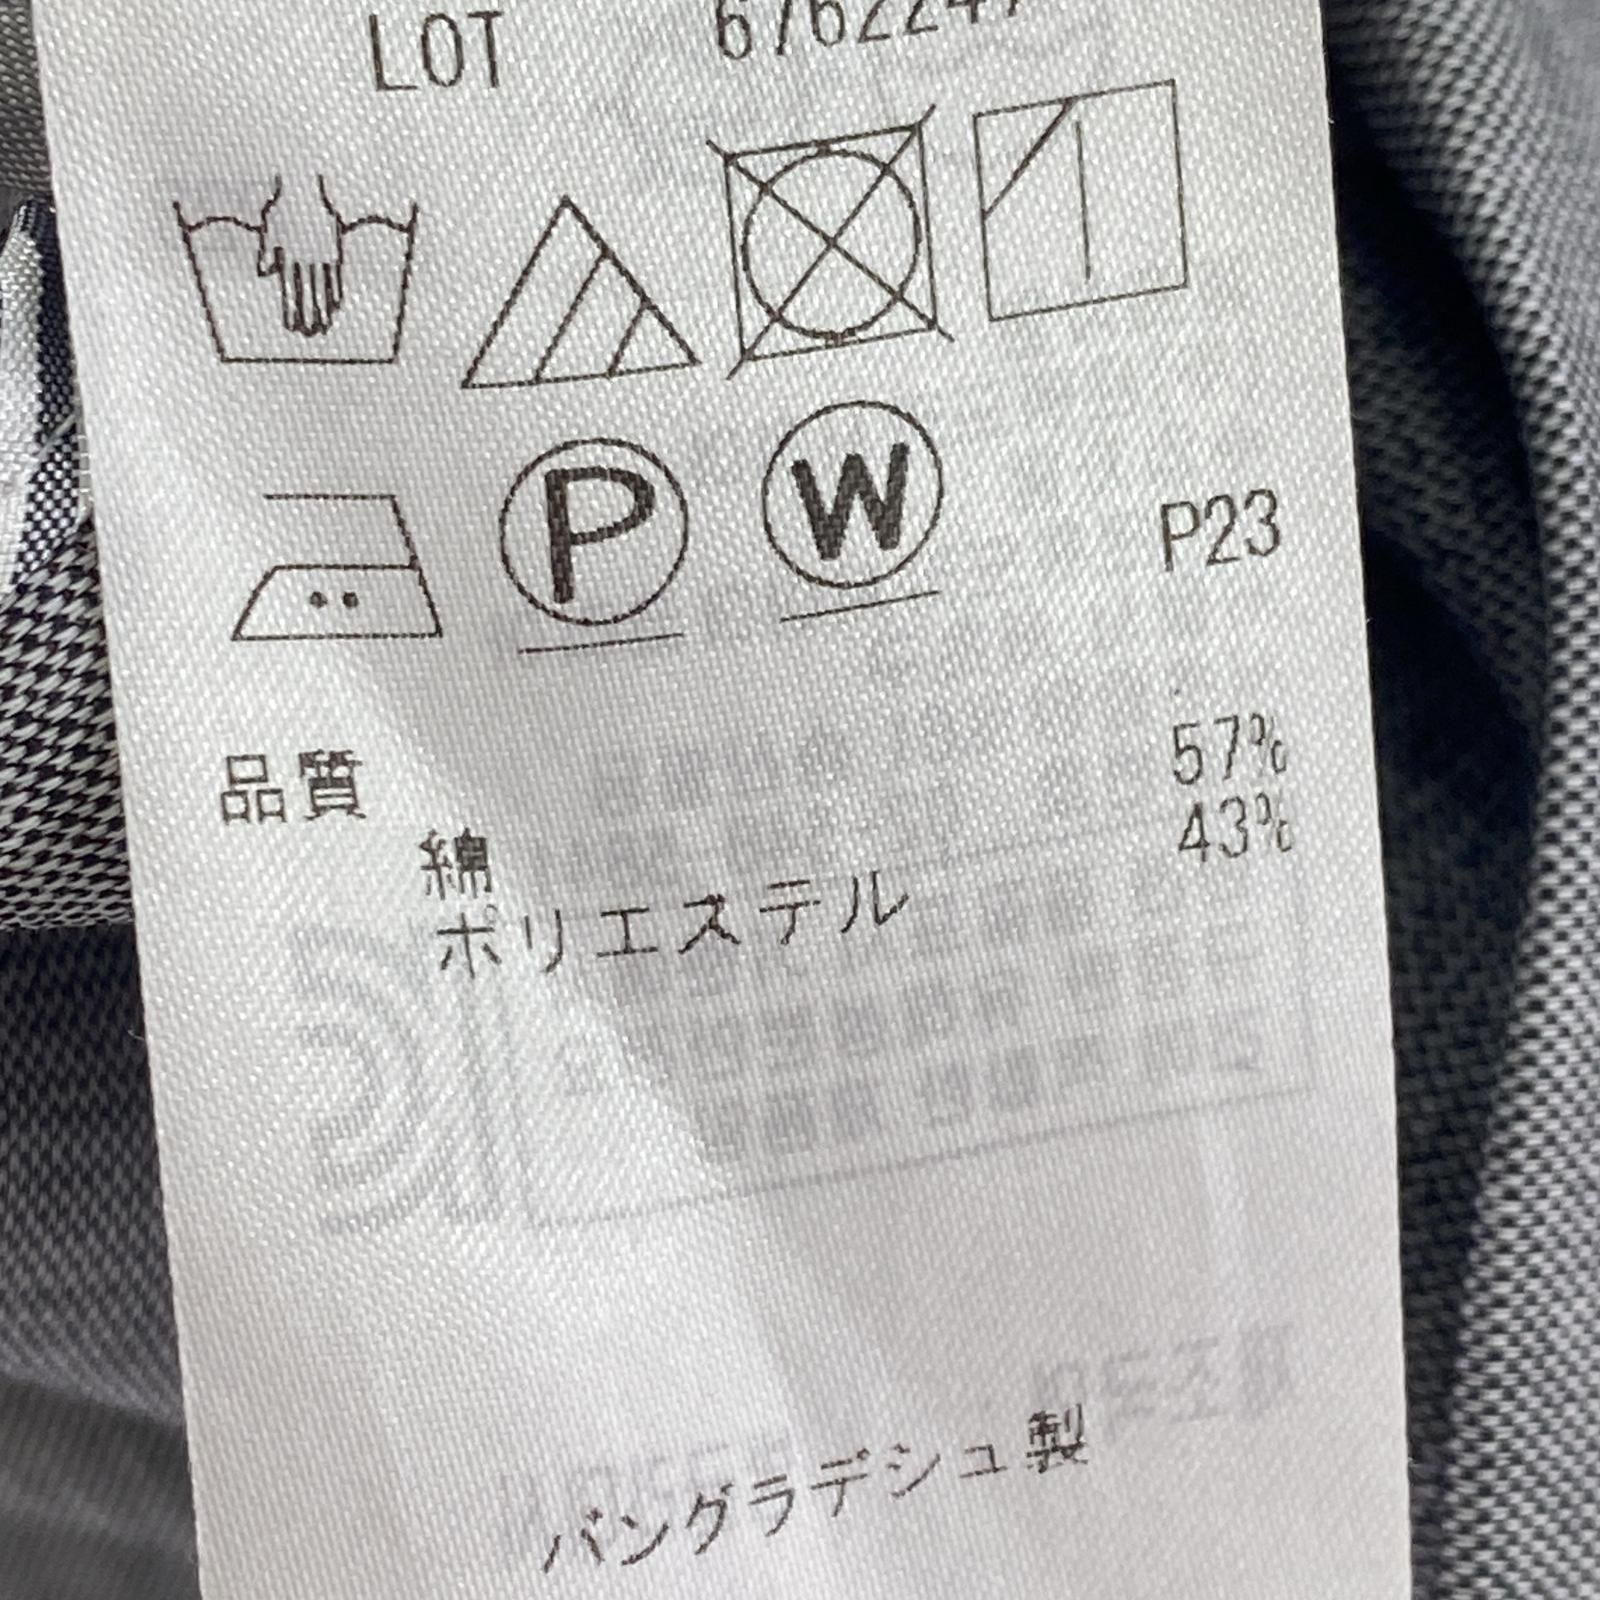 LOT 6762247
P
W
P23
品質
綿 57%
ポリエステル 43%
バングラデシュ製